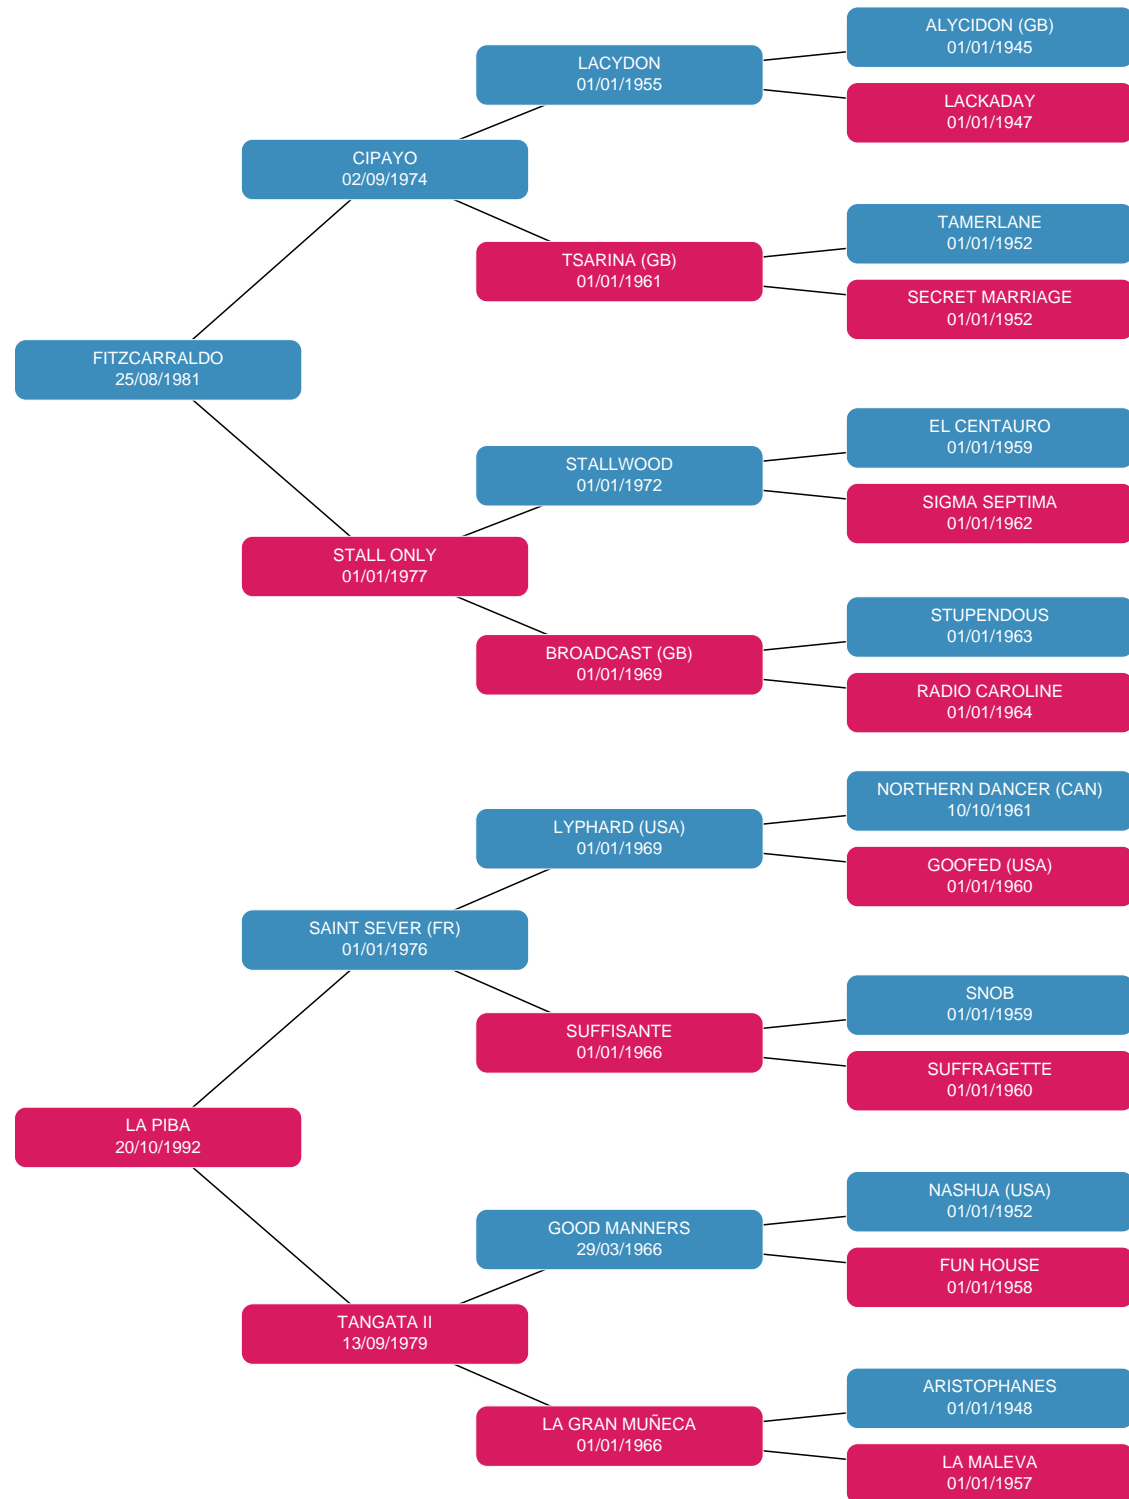 ALYCIDON (GB)
01/01/1945
LACYDON
01/01/1955
LACKADAY
01/01/1947
CIPAYO
02/09/1974
TAMERLANE
01/01/1952
TSARINA (GB)
01/01/1961
SECRET MARRIAGE
01/01/1952
FITZCARRALDO
25/08/1981
EL CENTAURO
01/01/1959
STALLWOOD
01/01/1972
SIGMA SEPTIMA
01/01/1962
STALL ONLY
01/01/1977
STUPENDOUS
01/01/1963
BROADCAST (GB)
01/01/1969
RADIO CAROLINE
01/01/1964
NORTHERN DANCER (CAN)
10/10/1961
LYPHARD (USA)
01/01/1969
GOOFED (USA)
01/01/1960
SAINT SEVER (FR)
01/01/1976
SNOB
01/01/1959
SUFFISANTE
01/01/1966
SUFFRAGETTE
01/01/1960
LA PIBA
20/10/1992
NASHUA (USA)
01/01/1952
GOOD MANNERS
29/03/1966
FUN HOUSE
01/01/1958
TANGATA II
13/09/1979
ARISTOPHANES
01/01/1948
LA GRAN MUÑECA
01/01/1966
LA MALEVA
01/01/1957